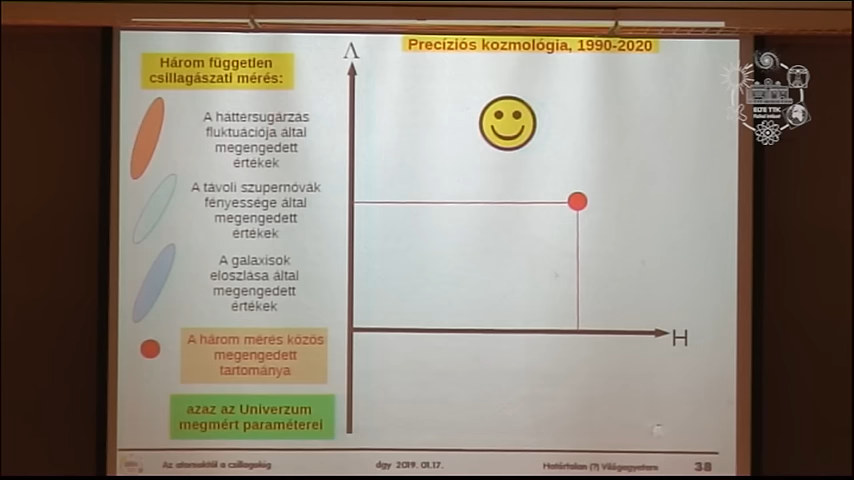 Precíziós kozmológia, 1990-2020
Három független
csillagászati mérés:
Λ
A háttérsugárzás
fluktuációja által
megengedett
értékek
A távoli szupernóvák
fényessége által
megengedett
értékek
A galaxisok
eloszlása által
megengedett
értékek
A három mérés közös
megengedett
tartománya
azaz az Univerzum
megmért paraméterei
H
ELTE TTK
Az atomoktól a csillagokig
dgy 2019. 01.17.
Határtalan (?) Világegyetem
38